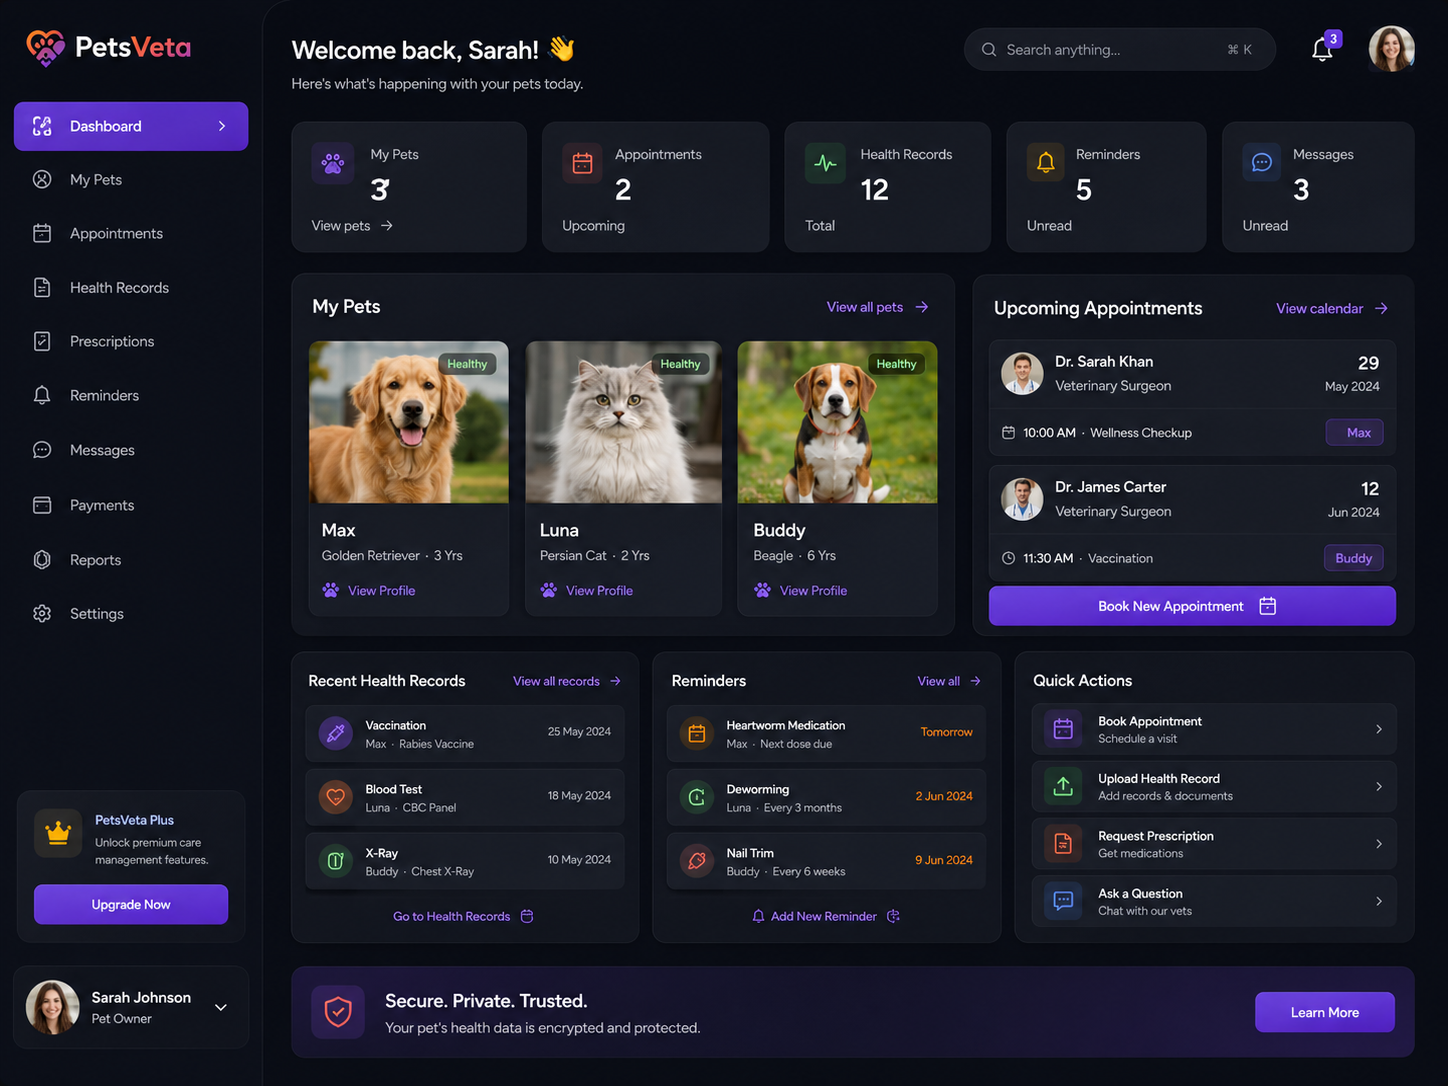 PetsVeta
Dashboard
My Pets
Appointments
Health Records
Prescriptions
Reminders
Messages
Payments
Reports
Settings
PetsVeta Plus
Unlock premium care
management features.
Upgrade Now
Sarah Johnson
Pet Owner
Welcome back, Sarah! 👋
Here's what's happening with your pets today.
Search anything...
⌘ K
3
My Pets
3
View pets →
Appointments
2
Upcoming
Health Records
12
Total
Reminders
5
Unread
Messages
3
Unread
My Pets
View all pets →
Healthy
Max
Golden Retriever · 3 Yrs
View Profile
Healthy
Luna
Persian Cat · 2 Yrs
View Profile
Healthy
Buddy
Beagle · 6 Yrs
View Profile
Upcoming Appointments
View calendar →
Dr. Sarah Khan
Veterinary Surgeon
29
May 2024
10:00 AM · Wellness Checkup
Max
Dr. James Carter
Veterinary Surgeon
12
Jun 2024
11:30 AM · Vaccination
Buddy
Book New Appointment
Recent Health Records
View all records →
Vaccination
Max · Rabies Vaccine
25 May 2024
Blood Test
Luna · CBC Panel
18 May 2024
X-Ray
Buddy · Chest X-Ray
10 May 2024
Go to Health Records
Reminders
View all →
Heartworm Medication
Max · Next dose due
Tomorrow
Deworming
Luna · Every 3 months
2 Jun 2024
Nail Trim
Buddy · Every 6 weeks
9 Jun 2024
Add New Reminder
Quick Actions
Book Appointment
Schedule a visit
Upload Health Record
Add records & documents
Request Prescription
Get medications
Ask a Question
Chat with our vets
Secure. Private. Trusted.
Your pet's health data is encrypted and protected.
Learn More